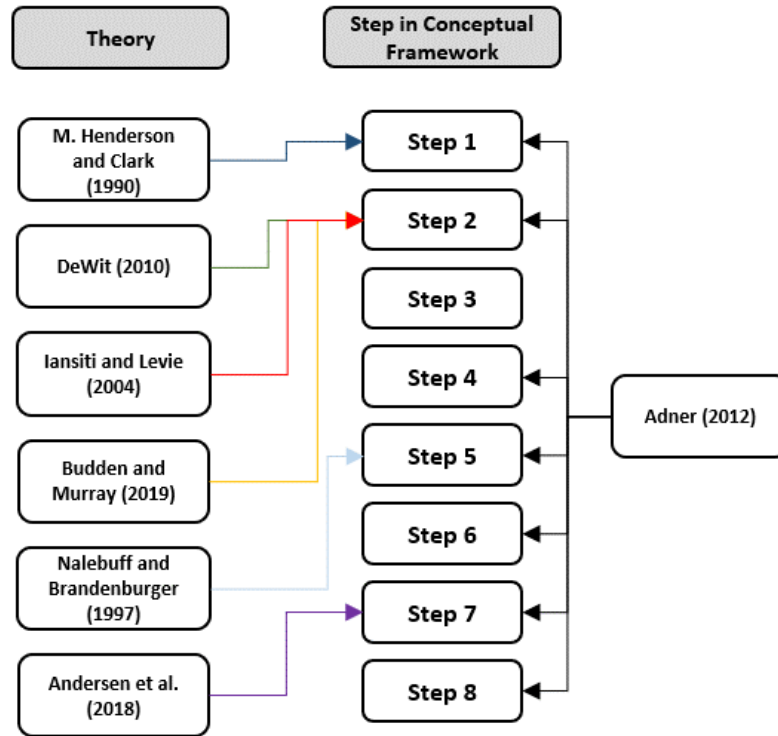 Theory
Step in Conceptual
Framework
M. Henderson
and Clark
(1990)
Step 1
DeWit (2010)
Step 2
Step 3
Iansiti and Levie
(2004)
Step 4
Adner (2012)
Budden and
Murray (2019)
Step 5
Nalebuff and
Brandenburger
(1997)
Step 6
Step 7
Andersen et al.
(2018)
Step 8